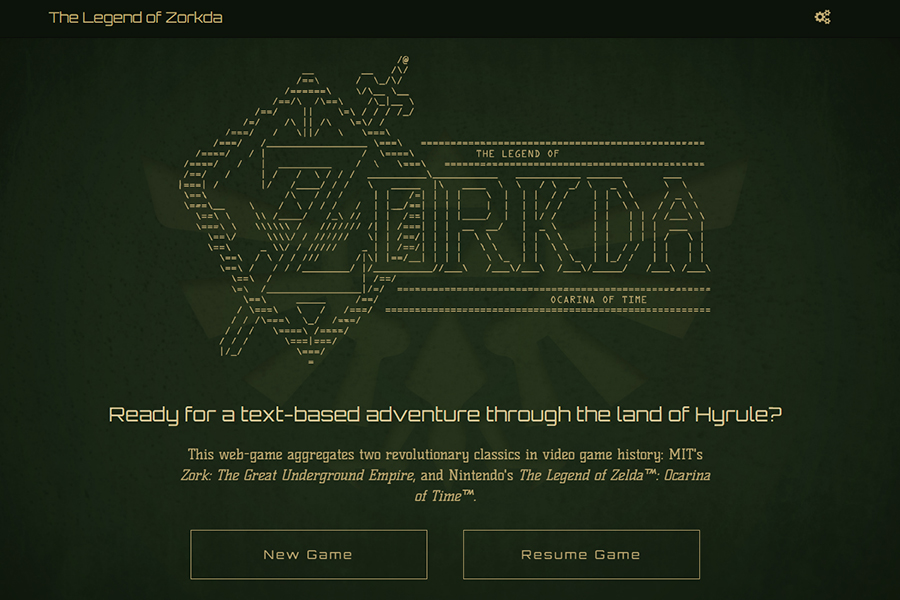 The Legend of Zorkda
THE LEGEND OF
ZORKDA
OCARINA OF TIME
Ready for a text-based adventure through the land of Hyrule?
This web-game aggregates two revolutionary classics in video game history: MIT's
Zork: The Great Underground Empire, and Nintendo's The Legend of Zelda™: Ocarina
of Time™.
New Game
Resume Game